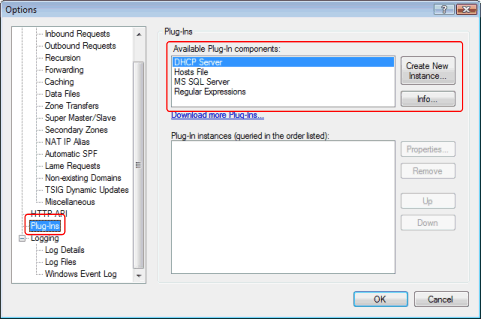 Options
Inbound Requests
Outbound Requests
Recursion
Forwarding
Caching
Data Files
Zone Transfers
Super Master/Slave
Secondary Zones
NAT IP Alias
Automatic SPF
Lame Requests
Non-existing Domains
TSIG Dynamic Updates
Miscellaneous
HTTP API
Plug-Ins
Logging
Log Details
Log Files
Windows Event Log
Plug-Ins
Available Plug-In components:
DHCP Server
Hosts File
MS SQL Server
Regular Expressions
Create New
Instance...
Info...
Download more Plug-Ins...
Plug-In instances (queried in the order listed):
Properties...
Remove
Up
Down
OK
Cancel